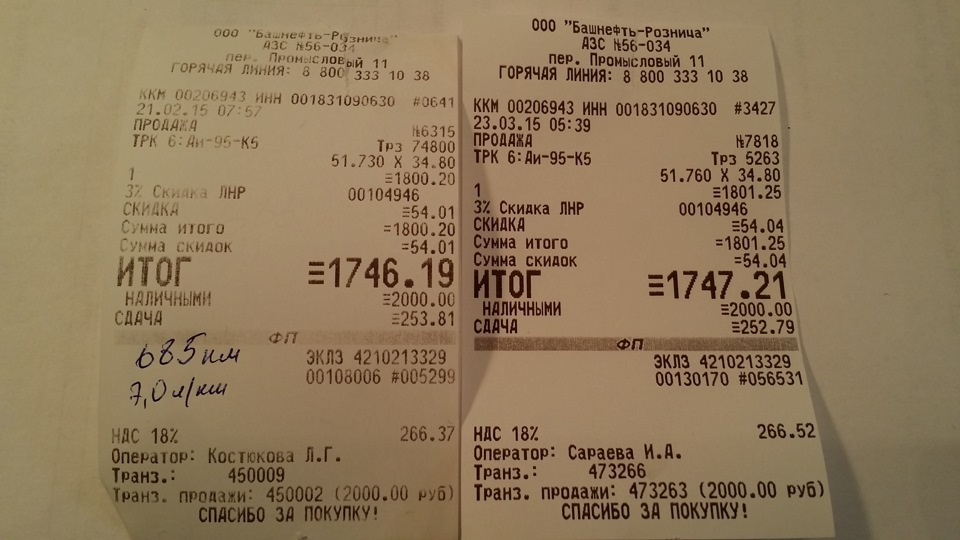 ООО "Башнефть-Розница"
АЗС №56-034
пер. Промысловый 11
ГОРЯЧАЯ ЛИНИЯ: 8 800 333 10 38
ККМ 00206943 ИНН 001831090630 #0641
21.02.15 07:57
ПРОДАЖА №6315
ТРК 6:Аи-95-К5 Трз 74800
51.730 X 34.80
1 ≡1800.20
3% Скидка ЛНР 00104946
СКИДКА ≡54.01
Сумма итого =1800.20
Сумма скидок =54.01
ИТОГ ≡1746.19
НАЛИЧНЫМИ ≡2000.00
СДАЧА ≡253.81
ФП
ЭКЛЗ 4210213329
00108006 #005299
685 км
7,0 л/км
НДС 18% 266.37
Оператор: Костюкова Л.Г.
Транз.: 450009
Транз. продажи: 450002 (2000.00 руб)
СПАСИБО ЗА ПОКУПКУ!
ООО "Башнефть-Розница"
АЗС №56-034
пер. Промысловый 11
ГОРЯЧАЯ ЛИНИЯ: 8 800 333 10 38
ККМ 00206943 ИНН 001831090630 #3427
23.03.15 05:39
ПРОДАЖА №7818
ТРК 6:Аи-95-К5 Трз 5263
51.760 X 34.80
1 ≡1801.25
3% Скидка ЛНР 00104946
СКИДКА ≡54.04
Сумма итого =1801.25
Сумма скидок =54.04
ИТОГ ≡1747.21
НАЛИЧНЫМИ ≡2000.00
СДАЧА ≡252.79
ФП
ЭКЛЗ 4210213329
00130170 #056531
НДС 18% 266.52
Оператор: Сараева И.А.
Транз.: 473266
Транз. продажи: 473263 (2000.00 руб)
СПАСИБО ЗА ПОКУПКУ!